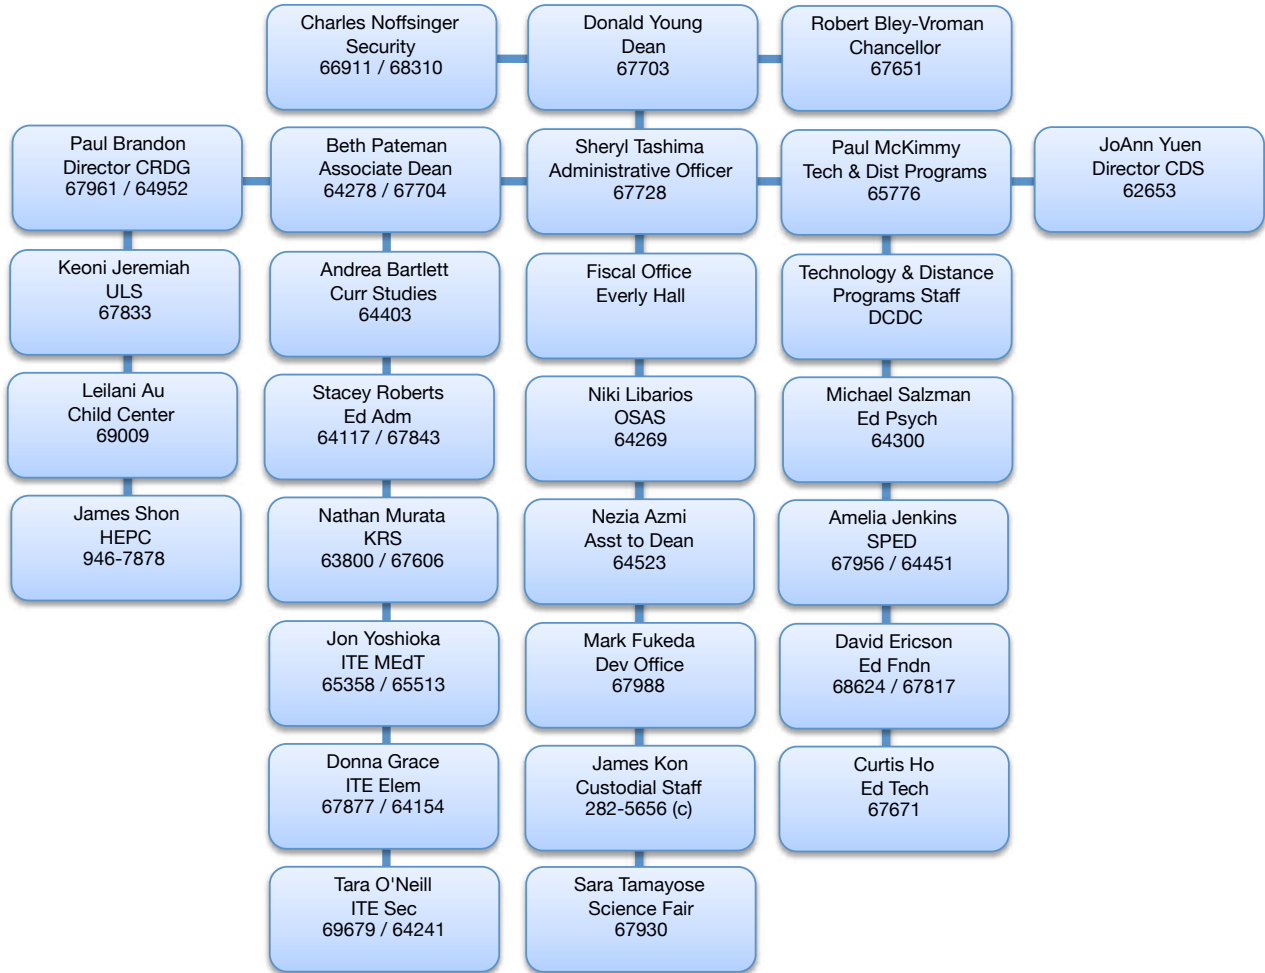 Charles Noffsinger
Security
66911 / 68310
Donald Young
Dean
67703
Robert Bley-Vroman
Chancellor
67651
Paul Brandon
Director CRDG
67961 / 64952
Beth Pateman
Associate Dean
64278 / 67704
Sheryl Tashima
Administrative Officer
67728
Paul McKimmy
Tech & Dist Programs
65776
JoAnn Yuen
Director CDS
62653
Keoni Jeremiah
ULS
67833
Andrea Bartlett
Curr Studies
64403
Fiscal Office
Everly Hall
Technology & Distance
Programs Staff
DCDC
Leilani Au
Child Center
69009
Stacey Roberts
Ed Adm
64117 / 67843
Niki Libarios
OSAS
64269
Michael Salzman
Ed Psych
64300
James Shon
HEPC
946-7878
Nathan Murata
KRS
63800 / 67606
Nezia Azmi
Asst to Dean
64523
Amelia Jenkins
SPED
67956 / 64451
Jon Yoshioka
ITE MEdT
65358 / 65513
Mark Fukeda
Dev Office
67988
David Ericson
Ed Fndn
68624 / 67817
Donna Grace
ITE Elem
67877 / 64154
James Kon
Custodial Staff
282-5656 (c)
Curtis Ho
Ed Tech
67671
Tara O'Neill
ITE Sec
69679 / 64241
Sara Tamayose
Science Fair
67930